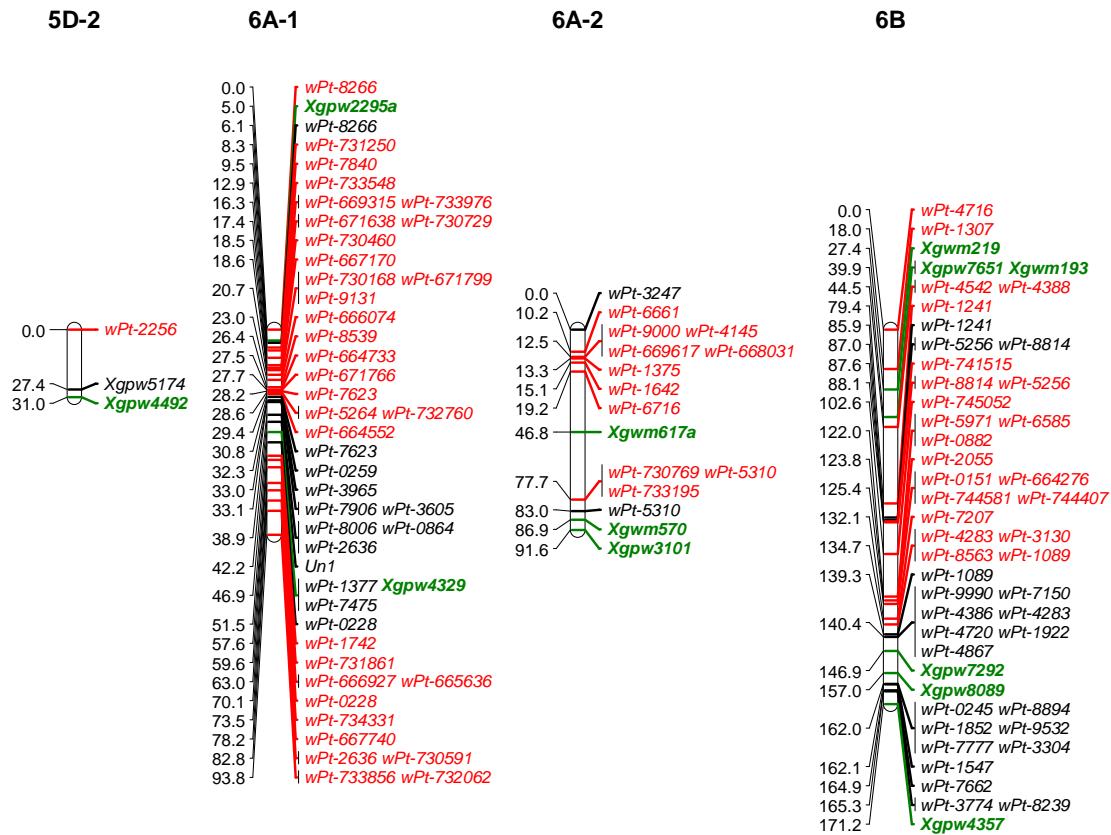 5D-2
0.0 wPt-2256
27.4 Xgpw5174
31.0 Xgpw4492
6A-1
0.0 wPt-8266
5.0 Xgpw2295a
6.1 wPt-8266
8.3 wPt-731250
9.5 wPt-7840
12.9 wPt-733548
16.3 wPt-669315 wPt-733976
17.4 wPt-671638 wPt-730729
18.5 wPt-730460
18.6 wPt-667170
wPt-730168 wPt-671799
20.7
wPt-9131
23.0 wPt-666074
26.4 wPt-8539
27.5 wPt-664733
27.7 wPt-671766
28.2 wPt-7623
28.6 wPt-5264 wPt-732760
29.4 wPt-664552
30.8 wPt-7623
32.3 wPt-0259
33.0 wPt-3965
33.1 wPt-7906 wPt-3605
wPt-8006 wPt-0864
38.9
wPt-2636
42.2 Un1
wPt-1377 Xgpw4329
46.9
wPt-7475
51.5 wPt-0228
57.6 wPt-1742
59.6 wPt-731861
63.0 wPt-666927 wPt-665636
70.1 wPt-0228
73.5 wPt-734331
78.2 wPt-667740
82.8 wPt-2636 wPt-730591
93.8 wPt-733856 wPt-732062
6A-2
0.0 wPt-3247
10.2 wPt-6661
wPt-9000 wPt-4145
12.5
wPt-669617 wPt-668031
13.3 wPt-1375
15.1 wPt-1642
19.2 wPt-6716
46.8 Xgwm617a
wPt-730769 wPt-5310
77.7
wPt-733195
83.0 wPt-5310
86.9 Xgwm570
91.6 Xgpw3101
6B
0.0 wPt-4716
18.0 wPt-1307
27.4 Xgwm219
39.9 Xgpw7651 Xgwm193
44.5 wPt-4542 wPt-4388
79.4 wPt-1241
85.9 wPt-1241
87.0 wPt-5256 wPt-8814
87.6 wPt-741515
88.1 wPt-8814 wPt-5256
102.6 wPt-745052
wPt-5971 wPt-6585
122.0
wPt-0882
123.8 wPt-2055
wPt-0151 wPt-664276
125.4
wPt-744581 wPt-744407
132.1 wPt-7207
wPt-4283 wPt-3130
134.7
wPt-8563 wPt-1089
139.3 wPt-1089
wPt-9990 wPt-7150
wPt-4386 wPt-4283
140.4
wPt-4720 wPt-1922
wPt-4867
146.9 Xgpw7292
157.0 Xgpw8089
wPt-0245 wPt-8894
162.0 wPt-1852 wPt-9532
wPt-7777 wPt-3304
162.1 wPt-1547
164.9 wPt-7662
165.3 wPt-3774 wPt-8239
171.2 Xgpw4357